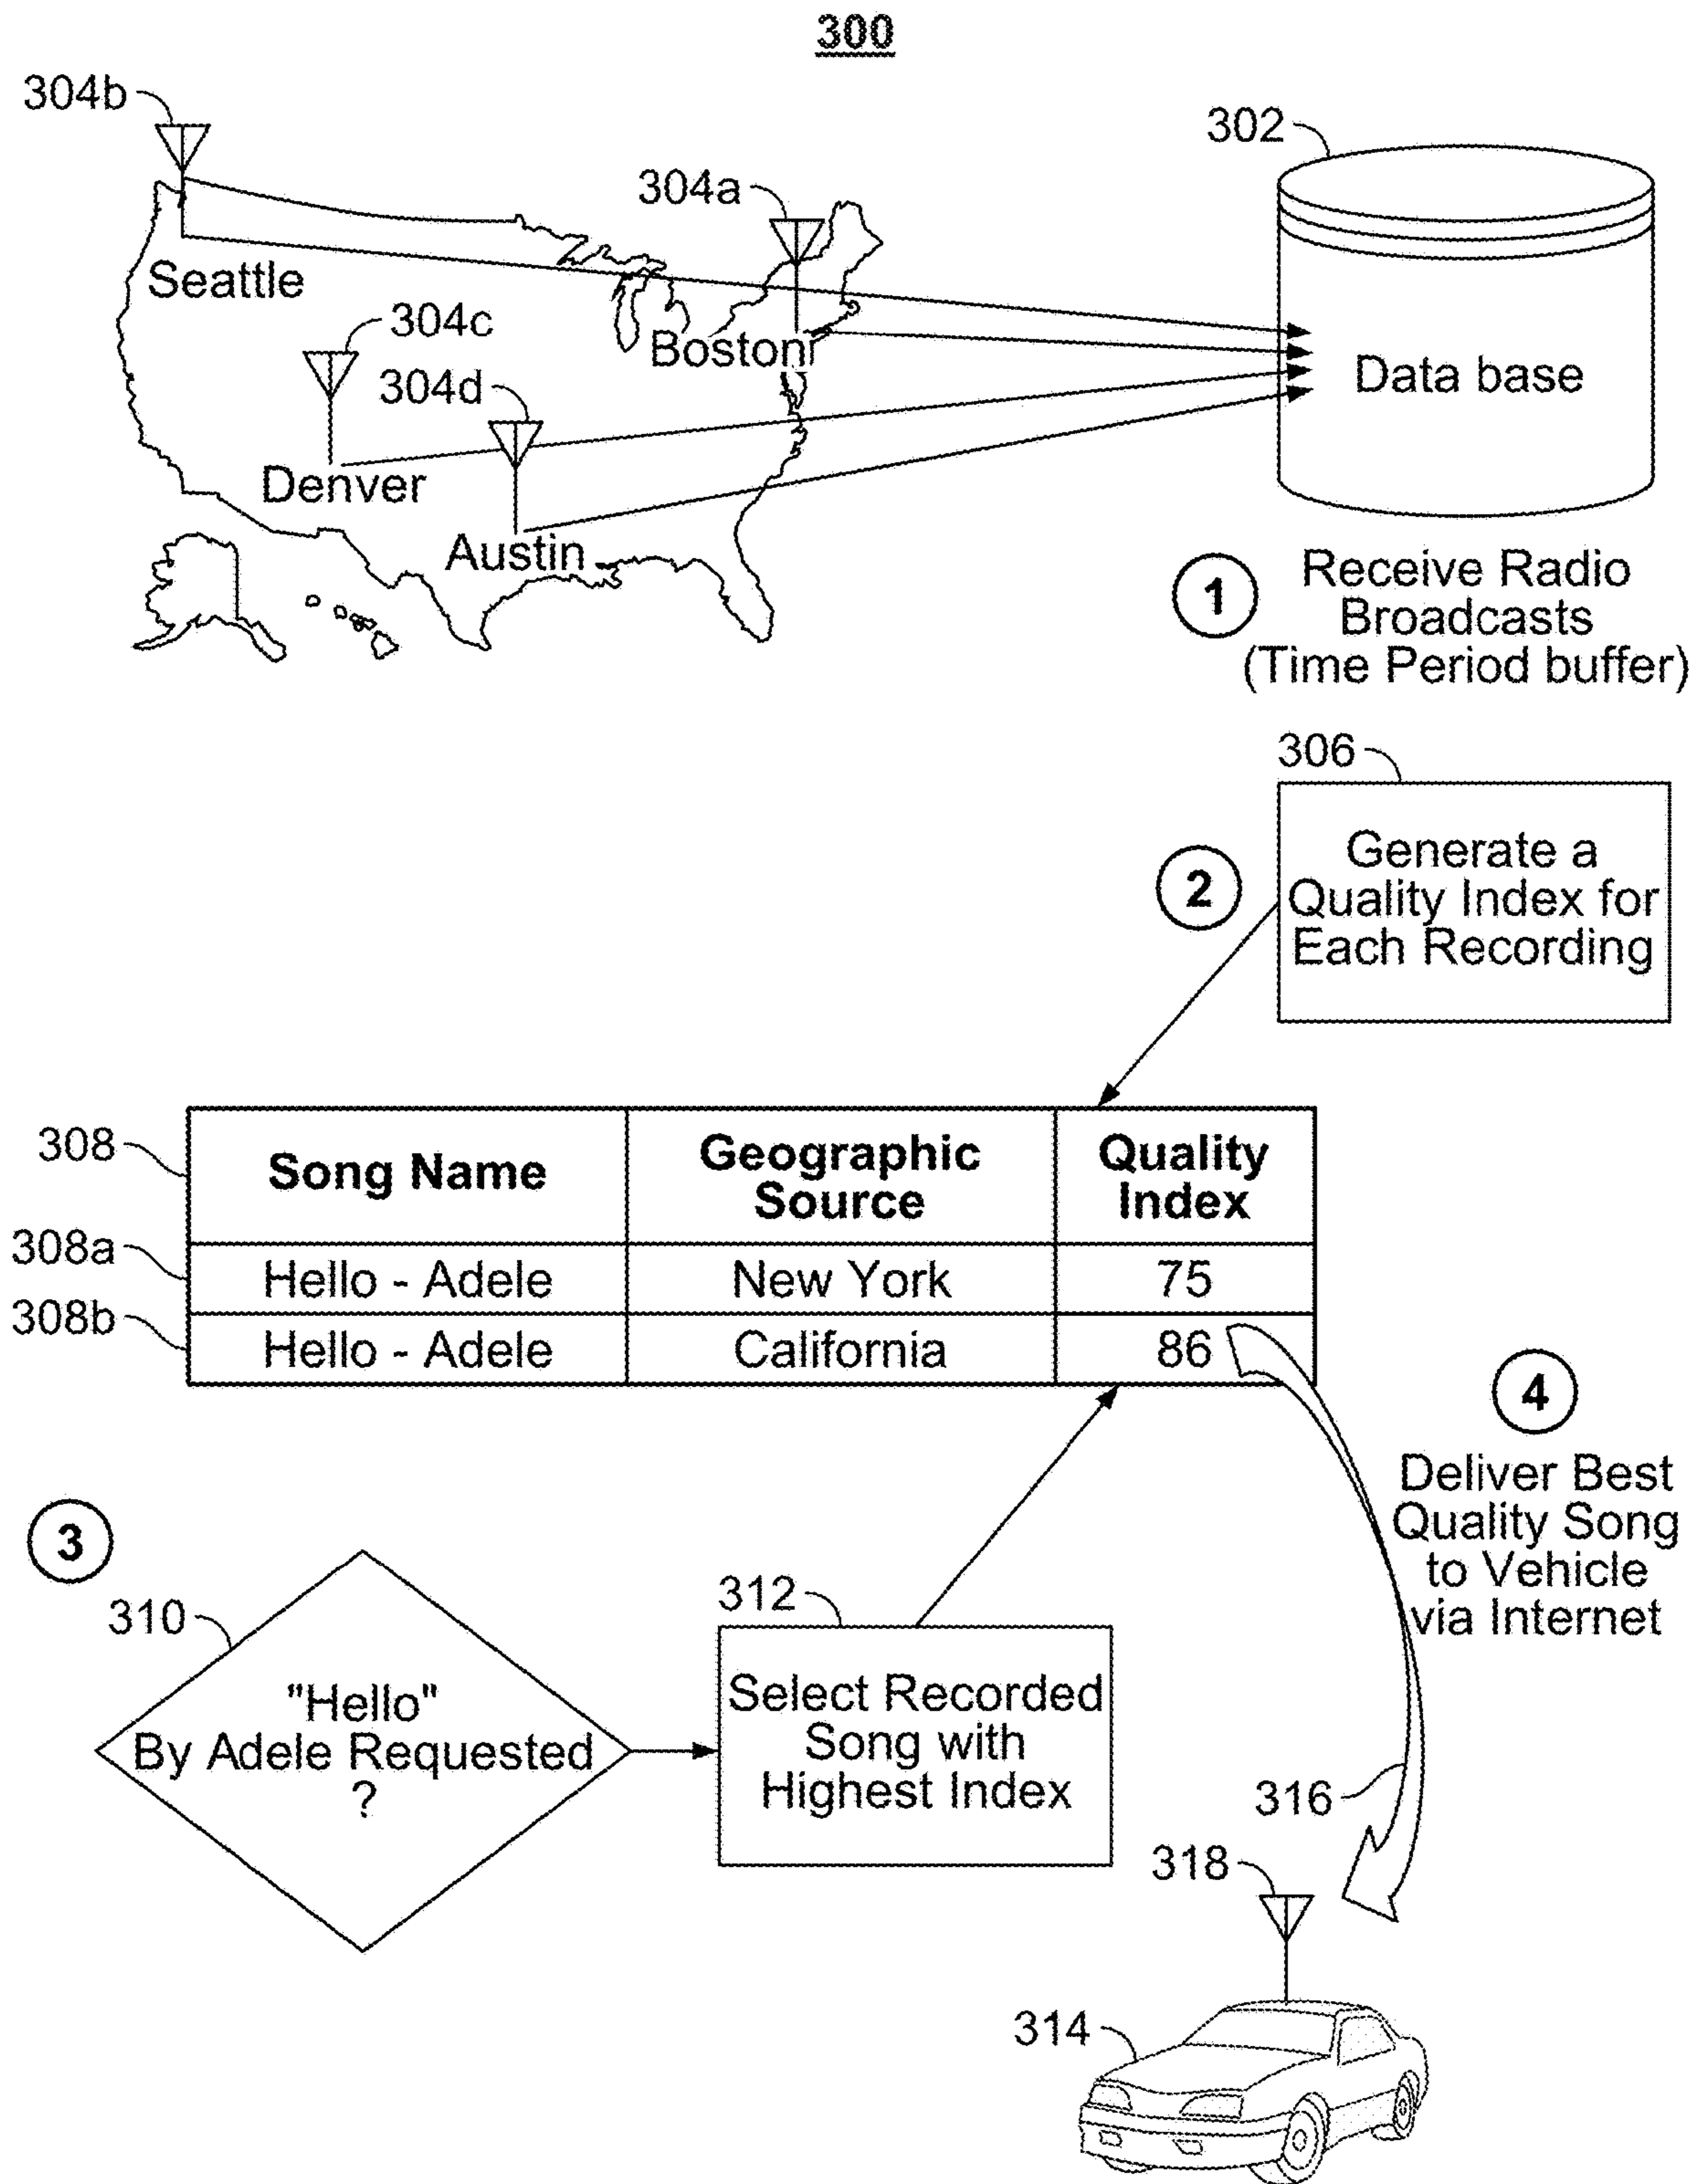 300
304b
302
304a
Seattle
304c
Boston
304d
Data base
Denver
Austin
1
Receive Radio
Broadcasts
(Time Period buffer)
306
2
Generate a
Quality Index for
Each Recording
308
Song Name
Geographic
Source
Quality
Index
308a
Hello - Adele
New York
75
308b
Hello - Adele
California
86
4
Deliver Best
Quality Song
to Vehicle
via Internet
3
310
"Hello"
By Adele Requested
?
312
Select Recorded
Song with
Highest Index
316
318
314